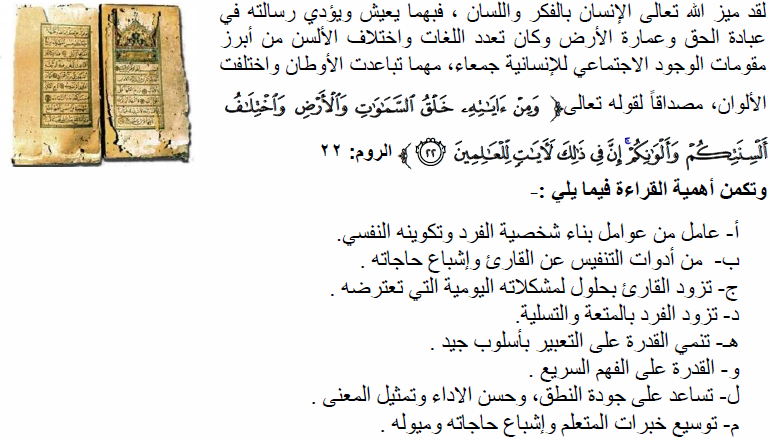 لقد ميز الله تعالى الإنسان بالفكر واللسان ، فبهما يعيش ويؤدي رسالته في
عبادة الحق وعمارة الأرض وكان تعدد اللغات واختلاف الألسن من أبرز
مقومات الوجود الاجتماعي للإنسانية جمعاء، مهما تباعدت الأوطان واختلفت
الألوان، مصداقاً لقوله تعالى ﴿ وَمِنْ ءَايَـٰتِهِۦ خَلْقُ ٱلسَّمَـٰوَٰتِ وَٱلْأَرْضِ وَٱخْتِلَـٰفُ
أَلْسِنَتِكُمْ وَأَلْوَٰنِكُمْ ۚ إِنَّ فِى ذَٰلِكَ لَـَٔايَـٰتٍ لِّلْعَـٰلِمِينَ ﴿٢٢﴾ ﴾ الروم: ٢٢
وتكمن أهمية القراءة فيما يلي :-
أ- عامل من عوامل بناء شخصية الفرد وتكوينه النفسي.
ب- من أدوات التنفيس عن القارئ وإشباع حاجاته .
ج- تزود القارئ بحلول لمشكلاته اليومية التي تعترضه .
د- تزود الفرد بالمتعة والتسلية.
هـ- تنمي القدرة على التعبير بأسلوب جيد .
و- القدرة على الفهم السريع .
ل- تساعد على جودة النطق، وحسن الاداء وتمثيل المعنى .
م- توسيع خبرات المتعلم وإشباع حاجاته وميوله .